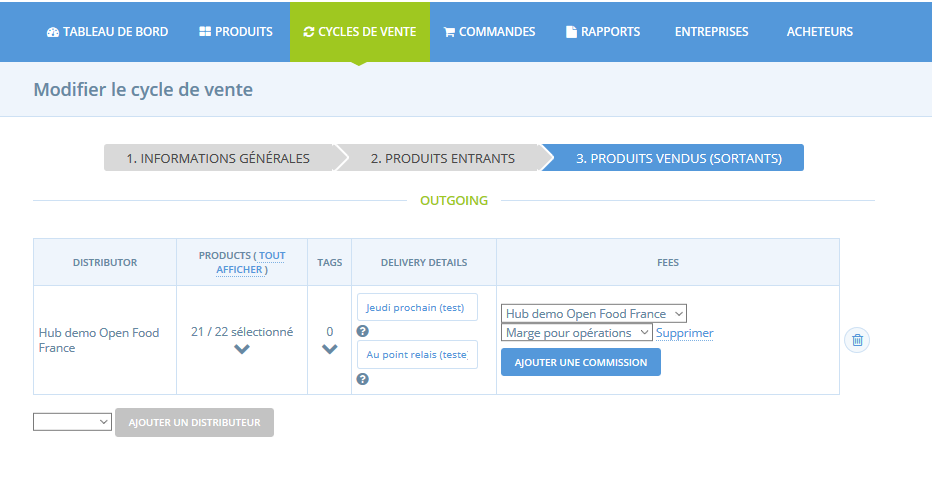 TABLEAU DE BORD PRODUITS CYCLES DE VENTE COMMANDES RAPPORTS ENTREPRISES ACHETEURS
Modifier le cycle de vente
1. INFORMATIONS GÉNÉRALES 2. PRODUITS ENTRANTS 3. PRODUITS VENDUS (SORTANTS)
OUTGOING
DISTRIBUTOR
PRODUCTS ( TOUT
AFFICHER )
TAGS
DELIVERY DETAILS
FEES
Hub demo Open Food
France
21 / 22 sélectionné
0
Jeudi prochain (test)
?
Au point relais (teste
?
Hub demo Open Food France
Marge pour opérations Supprimer
AJOUTER UNE COMMISSION
AJOUTER UN DISTRIBUTEUR